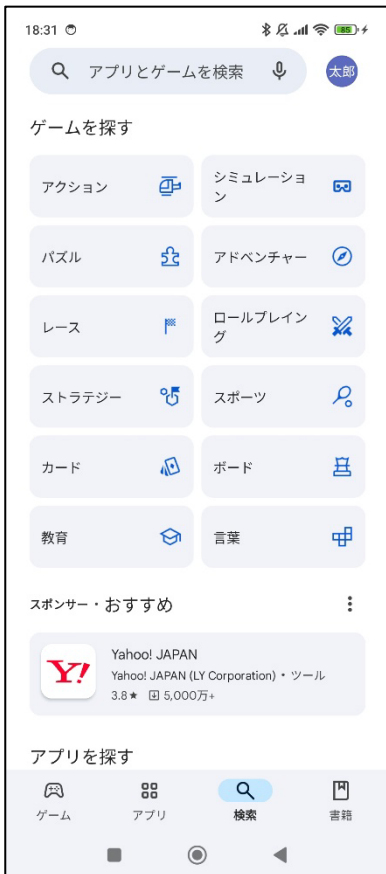 18:31
85
アプリとゲームを検索
太郎
ゲームを探す
アクション
シミュレーショ
ン
パズル
アドベンチャー
レース
ロールプレイン
グ
ストラテジー
スポーツ
カード
ボード
教育
言葉
スポンサー・おすすめ
Y!
Yahoo! JAPAN
Yahoo! JAPAN (LY Corporation)・ツール
3.8★ 5,000万+
アプリを探す
ゲーム
アプリ
検索
書籍